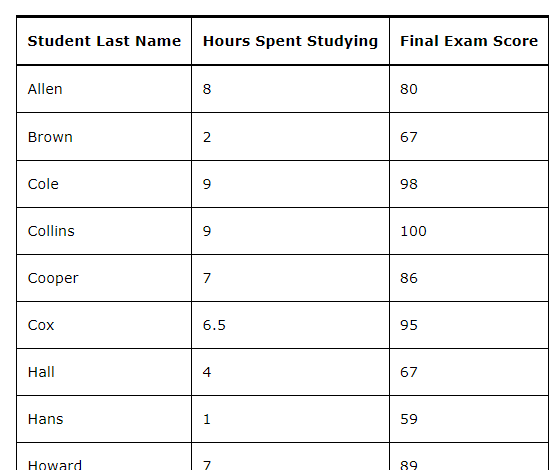 Student Last Name Hours Spent Studying Final Exam Score
Allen 8 80
Brown 2 67
Cole 9 98
Collins 9 100
Cooper 7 86
Cox 6.5 95
Hall 4 67
Hans 1 59
Howard 7 89